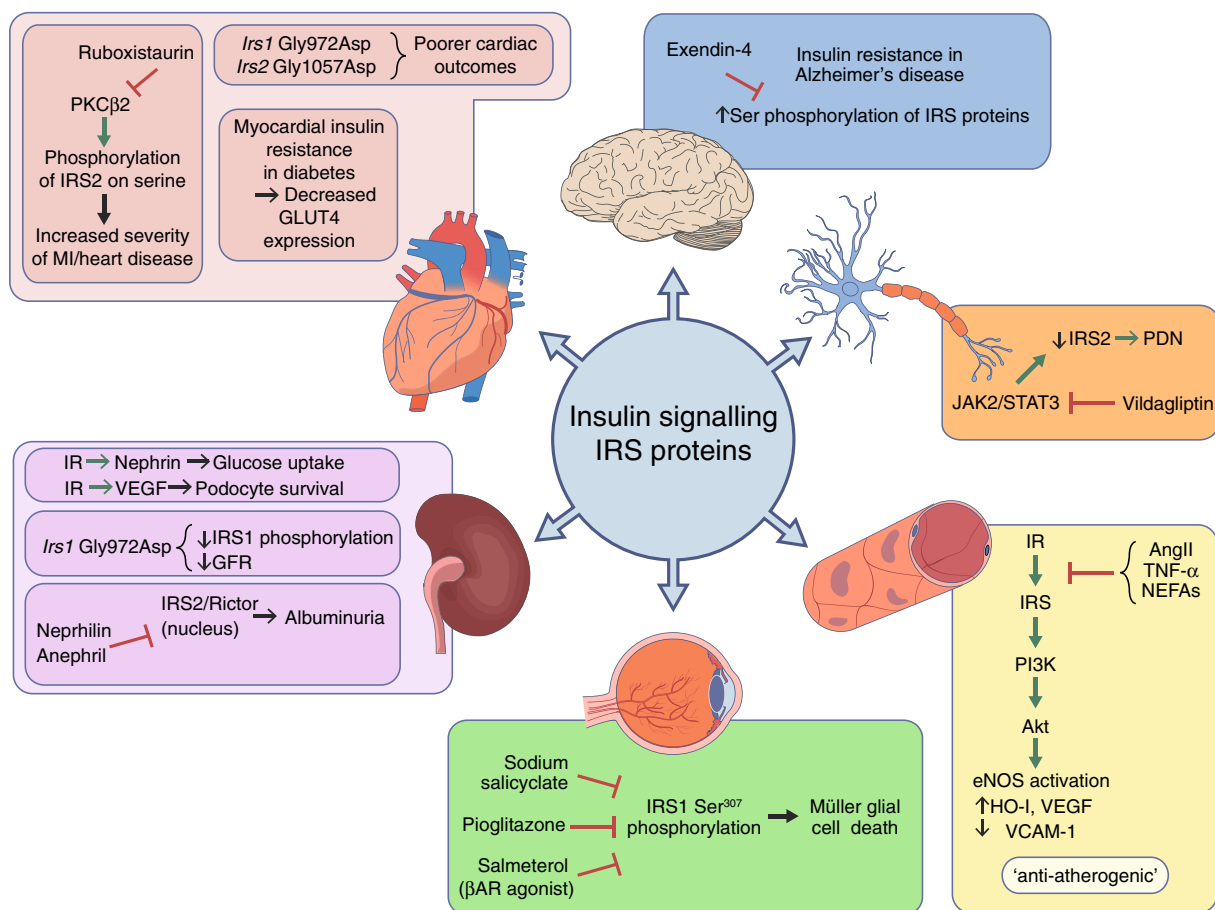 Ruboxistaurin
PKCβ2
Phosphorylation
of IRS2 on serine
Increased severity
of MI/heart disease
Irs1 Gly972Asp
Irs2 Gly1057Asp
Poorer cardiac
outcomes
Myocardial insulin
resistance
in diabetes
→ Decreased
GLUT4
expression
Exendin-4
Insulin resistance in
Alzheimer's disease
↑Ser phosphorylation of IRS proteins
↓IRS2 → PDN
JAK2/STAT3
Vildagliptin
Insulin signalling
IRS proteins
IR → Nephrin → Glucose uptake
IR → VEGF → Podocyte survival
Irs1 Gly972Asp
↓IRS1 phosphorylation
↓GFR
IRS2/Rictor
(nucleus)
→ Albuminuria
Neprhilin
Anephril
Sodium
salicyclate
Pioglitazone
Salmeterol
(βAR agonist)
IRS1 Ser³⁰⁷
phosphorylation
Müller glial
cell death
IR
IRS
PI3K
Akt
eNOS activation
↑HO-I, VEGF
↓ VCAM-1
'anti-atherogenic'
AngII
TNF-α
NEFAs